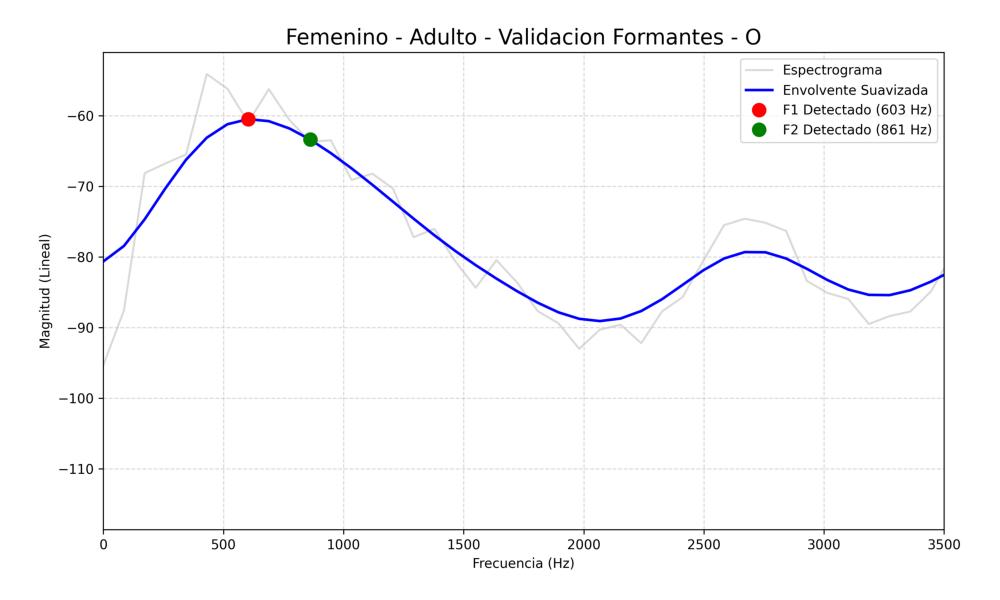 Femenino - Adulto - Validacion Formantes - O
Espectrograma
Envolvente Suavizada
F1 Detectado (603 Hz)
F2 Detectado (861 Hz)
Magnitud (Lineal)
−60
−70
−80
−90
−100
−110
0 500 1000 1500 2000 2500 3000 3500
Frecuencia (Hz)